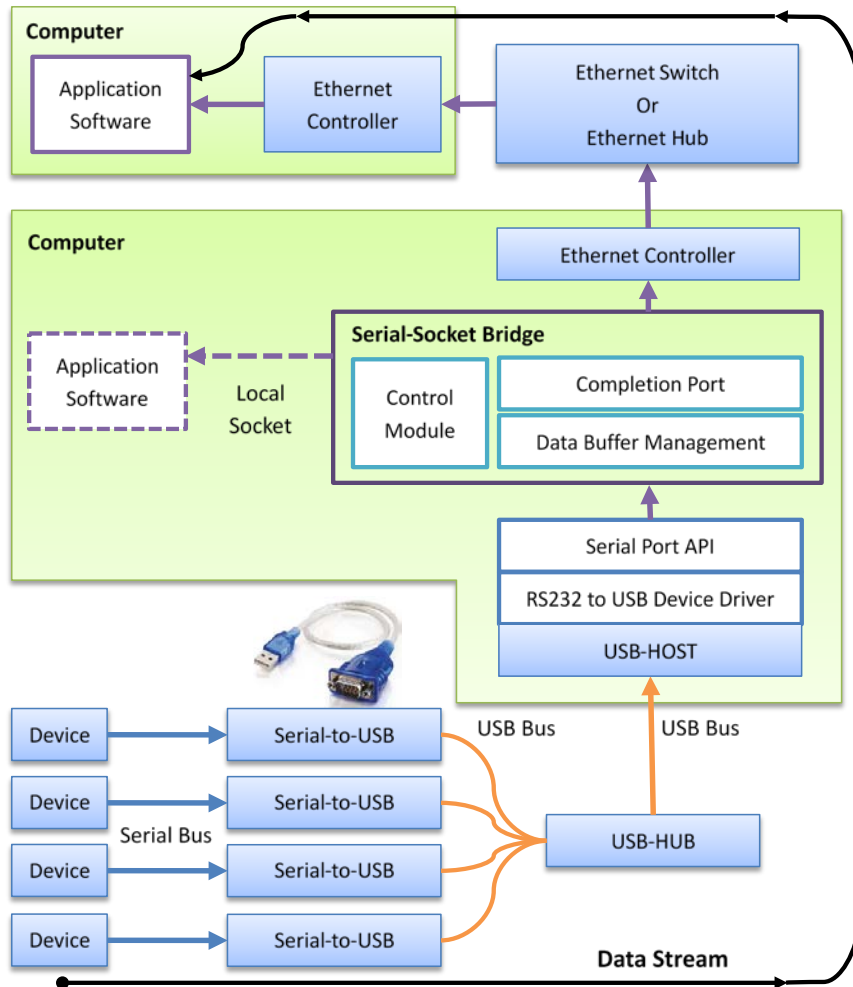 Computer
Application
Software
Ethernet
Controller
Ethernet Switch
Or
Ethernet Hub
Computer
Ethernet Controller
Serial-Socket Bridge
Application
Software
Local
Socket
Control
Module
Completion Port
Data Buffer Management
Serial Port API
RS232 to USB Device Driver
USB-HOST
Device
Serial-to-USB
USB Bus
USB Bus
Device
Serial-to-USB
Serial Bus
USB-HUB
Device
Serial-to-USB
Device
Serial-to-USB
Data Stream